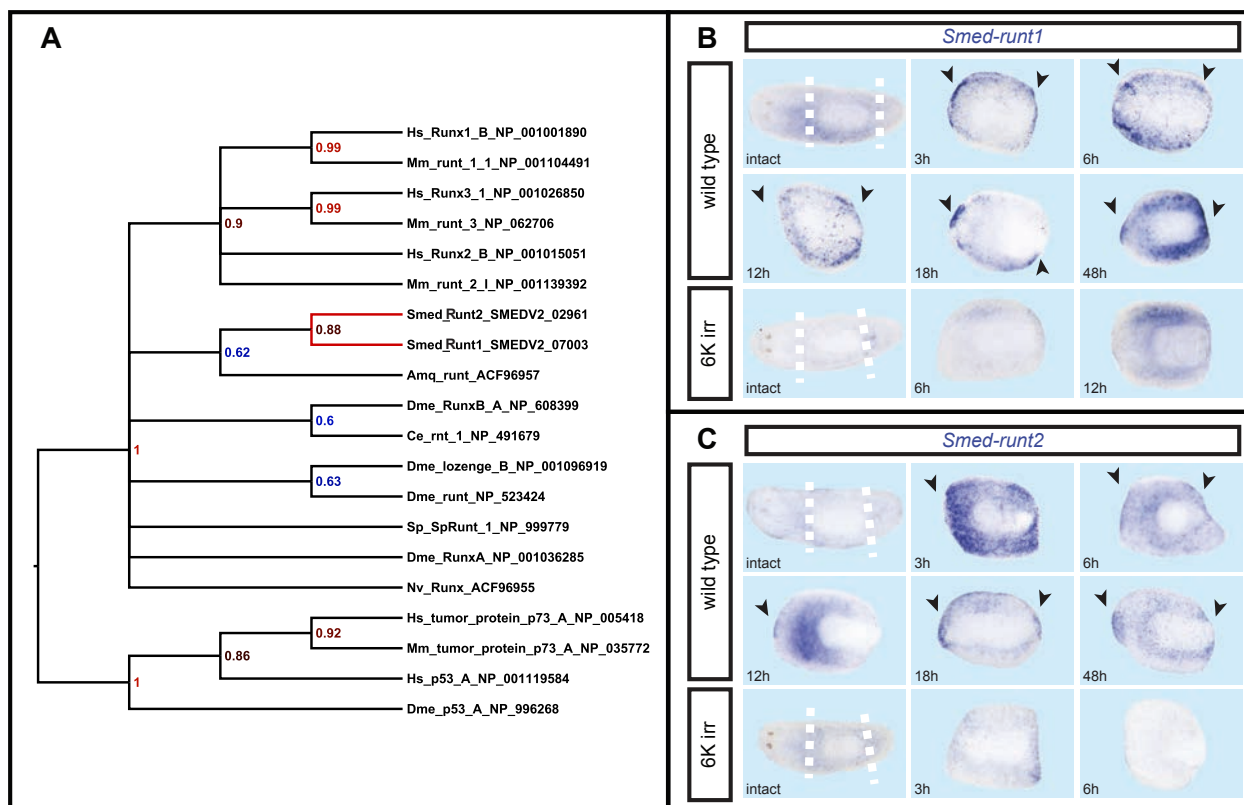 A
Hs_Runx1_B_NP_001001890
0.99
Mm_runt_1_1_NP_001104491
Hs_Runx3_1_NP_001026850
0.99
Mm_runt_3_NP_062706
0.9
Hs_Runx2_B_NP_001015051
Mm_runt_2_I_NP_001139392
Smed_Runt2_SMEDV2_02961
0.88
Smed_Runt1_SMEDV2_07003
0.62
Amq_runt_ACF96957
Dme_RunxB_A_NP_608399
0.6
Ce_rnt_1_NP_491679
1
Dme_lozenge_B_NP_001096919
0.63
Dme_runt_NP_523424
Sp_SpRunt_1_NP_999779
Dme_RunxA_NP_001036285
Nv_Runx_ACF96955
Hs_tumor_protein_p73_A_NP_005418
0.92
Mm_tumor_protein_p73_A_NP_035772
0.86
Hs_p53_A_NP_001119584
1
Dme_p53_A_NP_996268
B
Smed-runt1
wild type
intact
3h
6h
12h
18h
48h
6K irr
intact
6h
12h
C
Smed-runt2
wild type
intact
3h
6h
12h
18h
48h
6K irr
intact
3h
6h